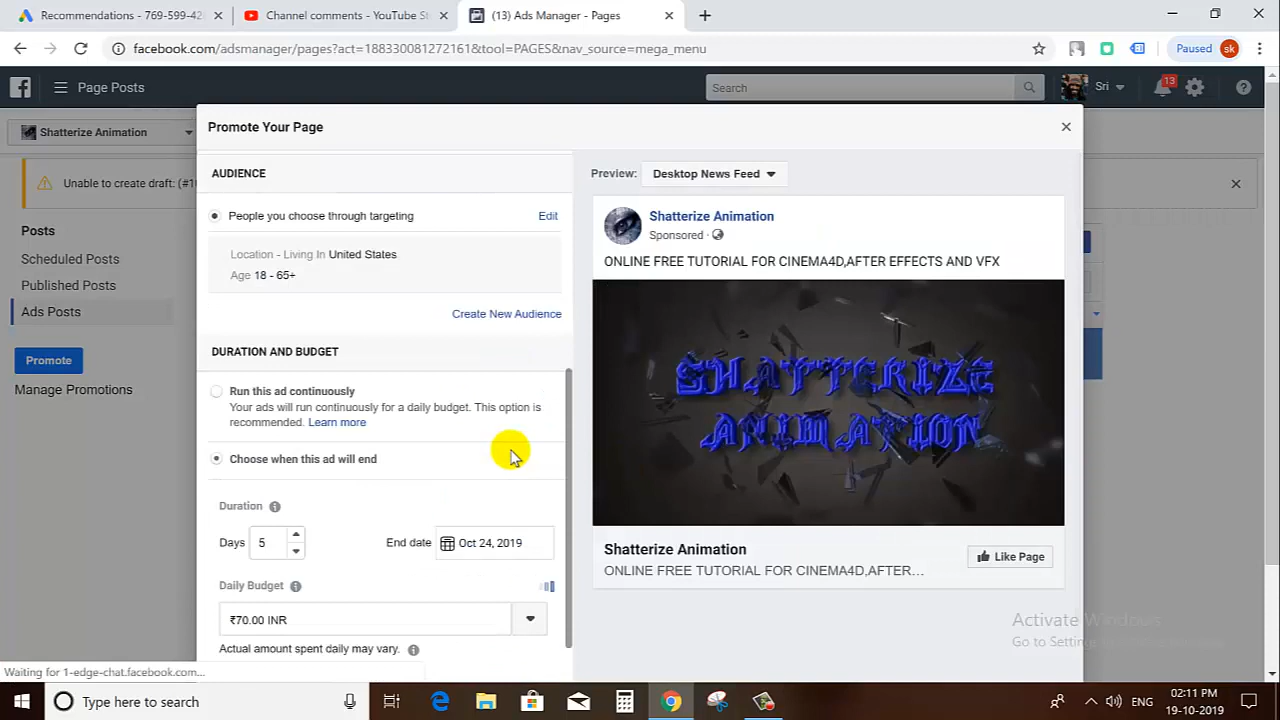 Recommendations - 769-599-42
Channel comments - YouTube St
(13) Ads Manager - Pages
facebook.com/adsmanager/pages?act=188330081272161&tool=PAGES&nav_source=mega_menu
Paused
sk
Page Posts
Search
Sri
13
Shatterize Animation
Unable to create draft: (#1
Posts
Scheduled Posts
Published Posts
Ads Posts
Promote
Manage Promotions
Promote Your Page
AUDIENCE
People you choose through targeting
Edit
Location - Living In United States
Age 18 - 65+
Create New Audience
DURATION AND BUDGET
Run this ad continuously
Your ads will run continuously for a daily budget. This option is
recommended. Learn more
Choose when this ad will end
Duration
Days 5
End date Oct 24, 2019
Daily Budget
₹70.00 INR
Actual amount spent daily may vary.
Preview: Desktop News Feed
Shatterize Animation
Sponsored ·
ONLINE FREE TUTORIAL FOR CINEMA4D,AFTER EFFECTS AND VFX
SHATTERIZE
ANIMATION
Shatterize Animation
ONLINE FREE TUTORIAL FOR CINEMA4D,AFTER…
Like Page
Activate Windows
Go to Settings
Waiting for 1-edge-chat.facebook.com...
Type here to search
ENG
02:11 PM
19-10-2019